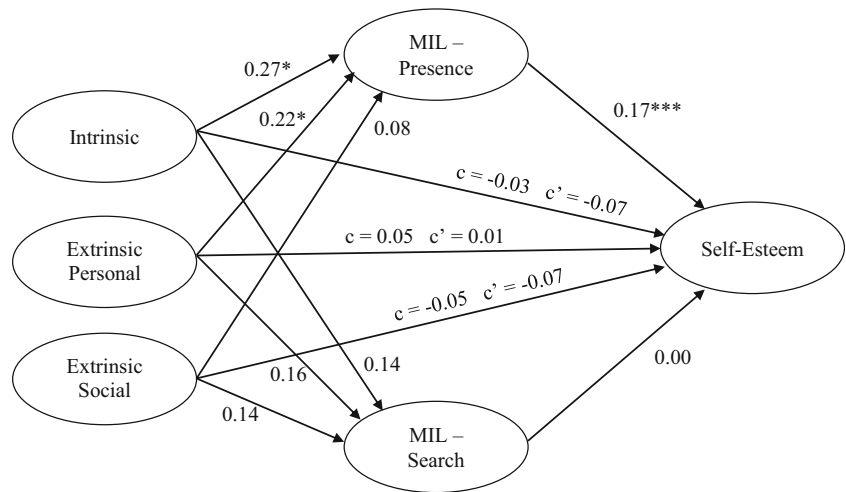 MIL –
Presence
0.27*
0.22*
0.08
0.17***
Intrinsic
c = -0.03 c’ = -0.07
Extrinsic
Personal
c = 0.05 c’ = 0.01
Self-Esteem
c = -0.05 c’ = -0.07
Extrinsic
Social
0.16
0.14
0.14
0.00
MIL –
Search